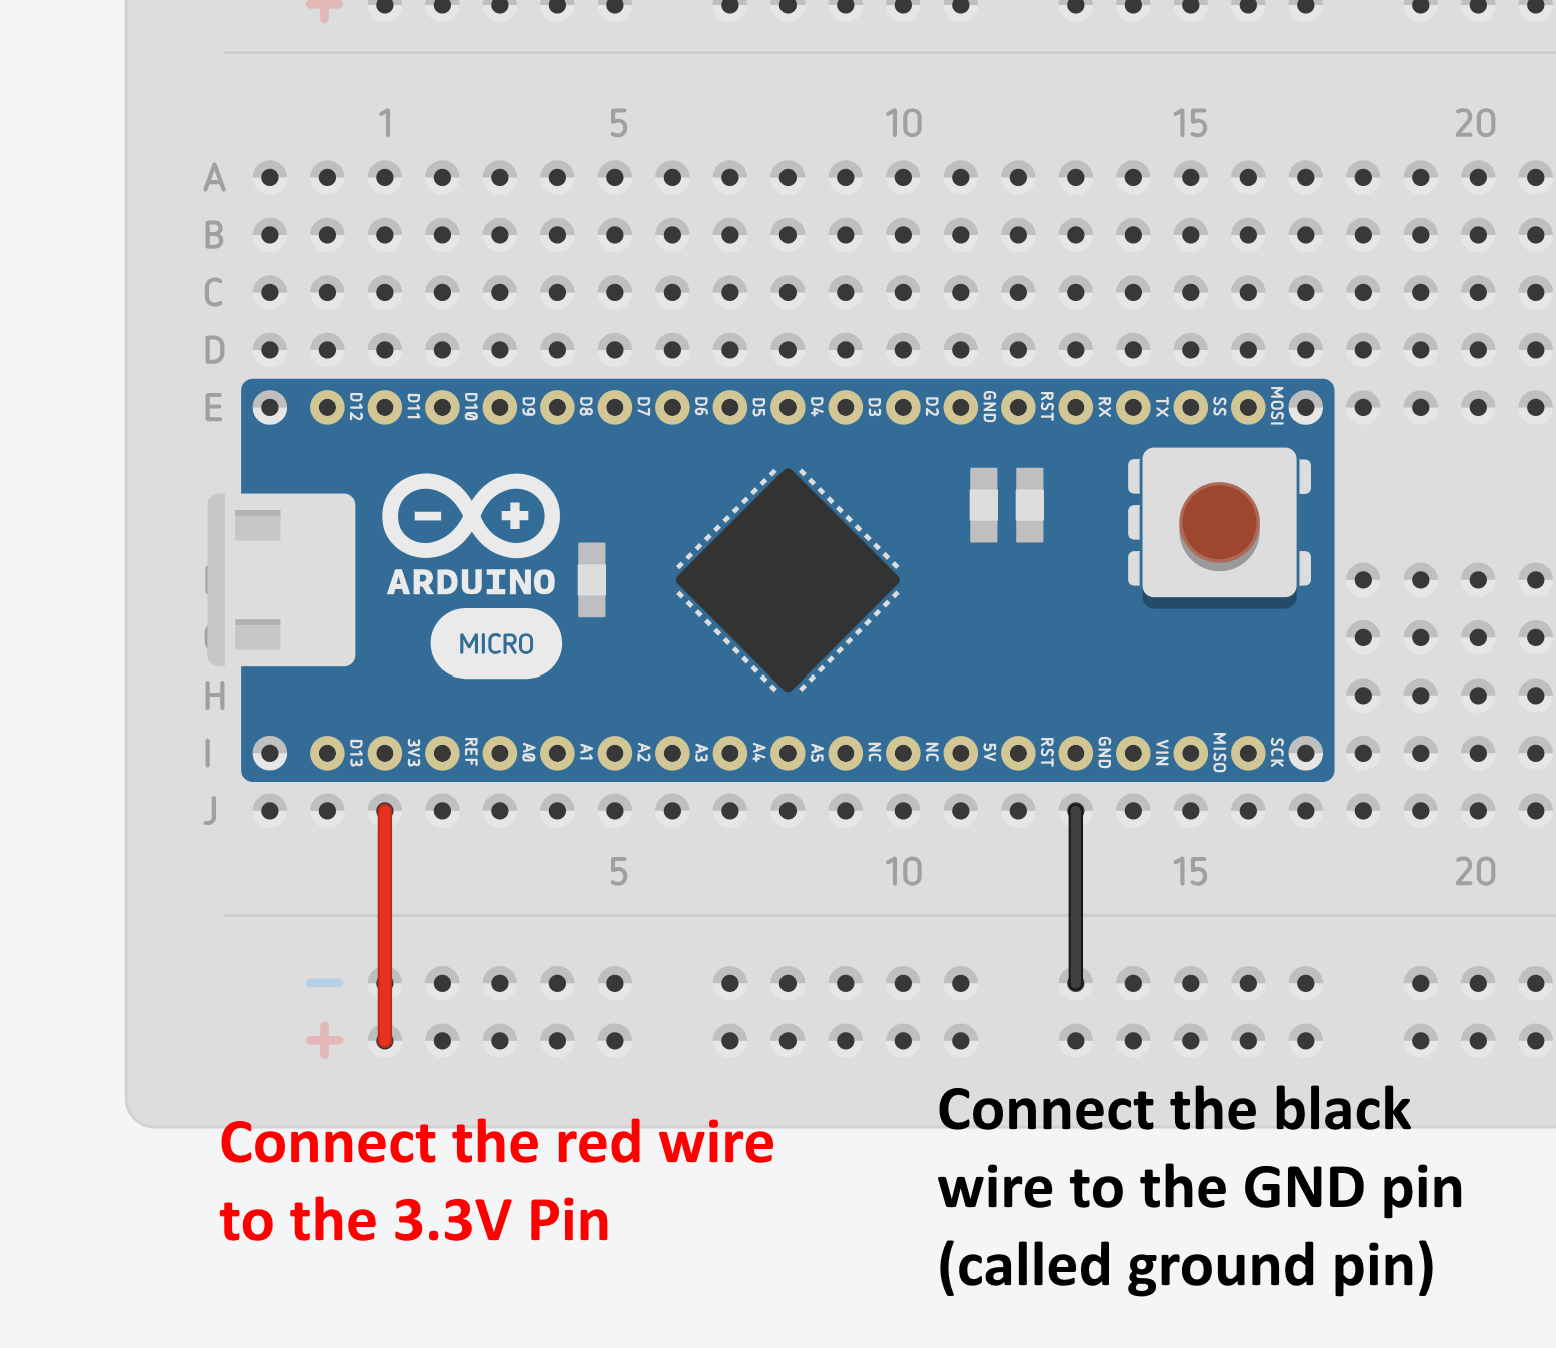 +
1 5 10 15 20
A
B
C
D
E
D12 D11 D10 D9 D8 D7 D6 D5 D4 D3 D2 GND RST RX TX SS MOSI
ARDUINO
MICRO
H
D13 3V3 REF A0 A1 A2 A3 A4 A5 NC NC 5V RST GND VIN MISO SCK
I
J
5 10 15 20
−
+
Connect the red wire
to the 3.3V Pin
Connect the black
wire to the GND pin
(called ground pin)